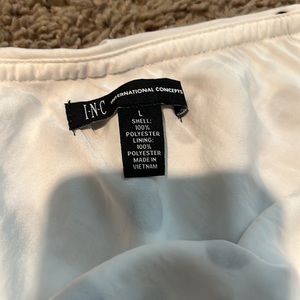 I·N·C INTERNATIONAL CONCEPTS
L
SHELL:
100%
POLYESTER
LINING:
100%
POLYESTER
MADE IN
VIETNAM